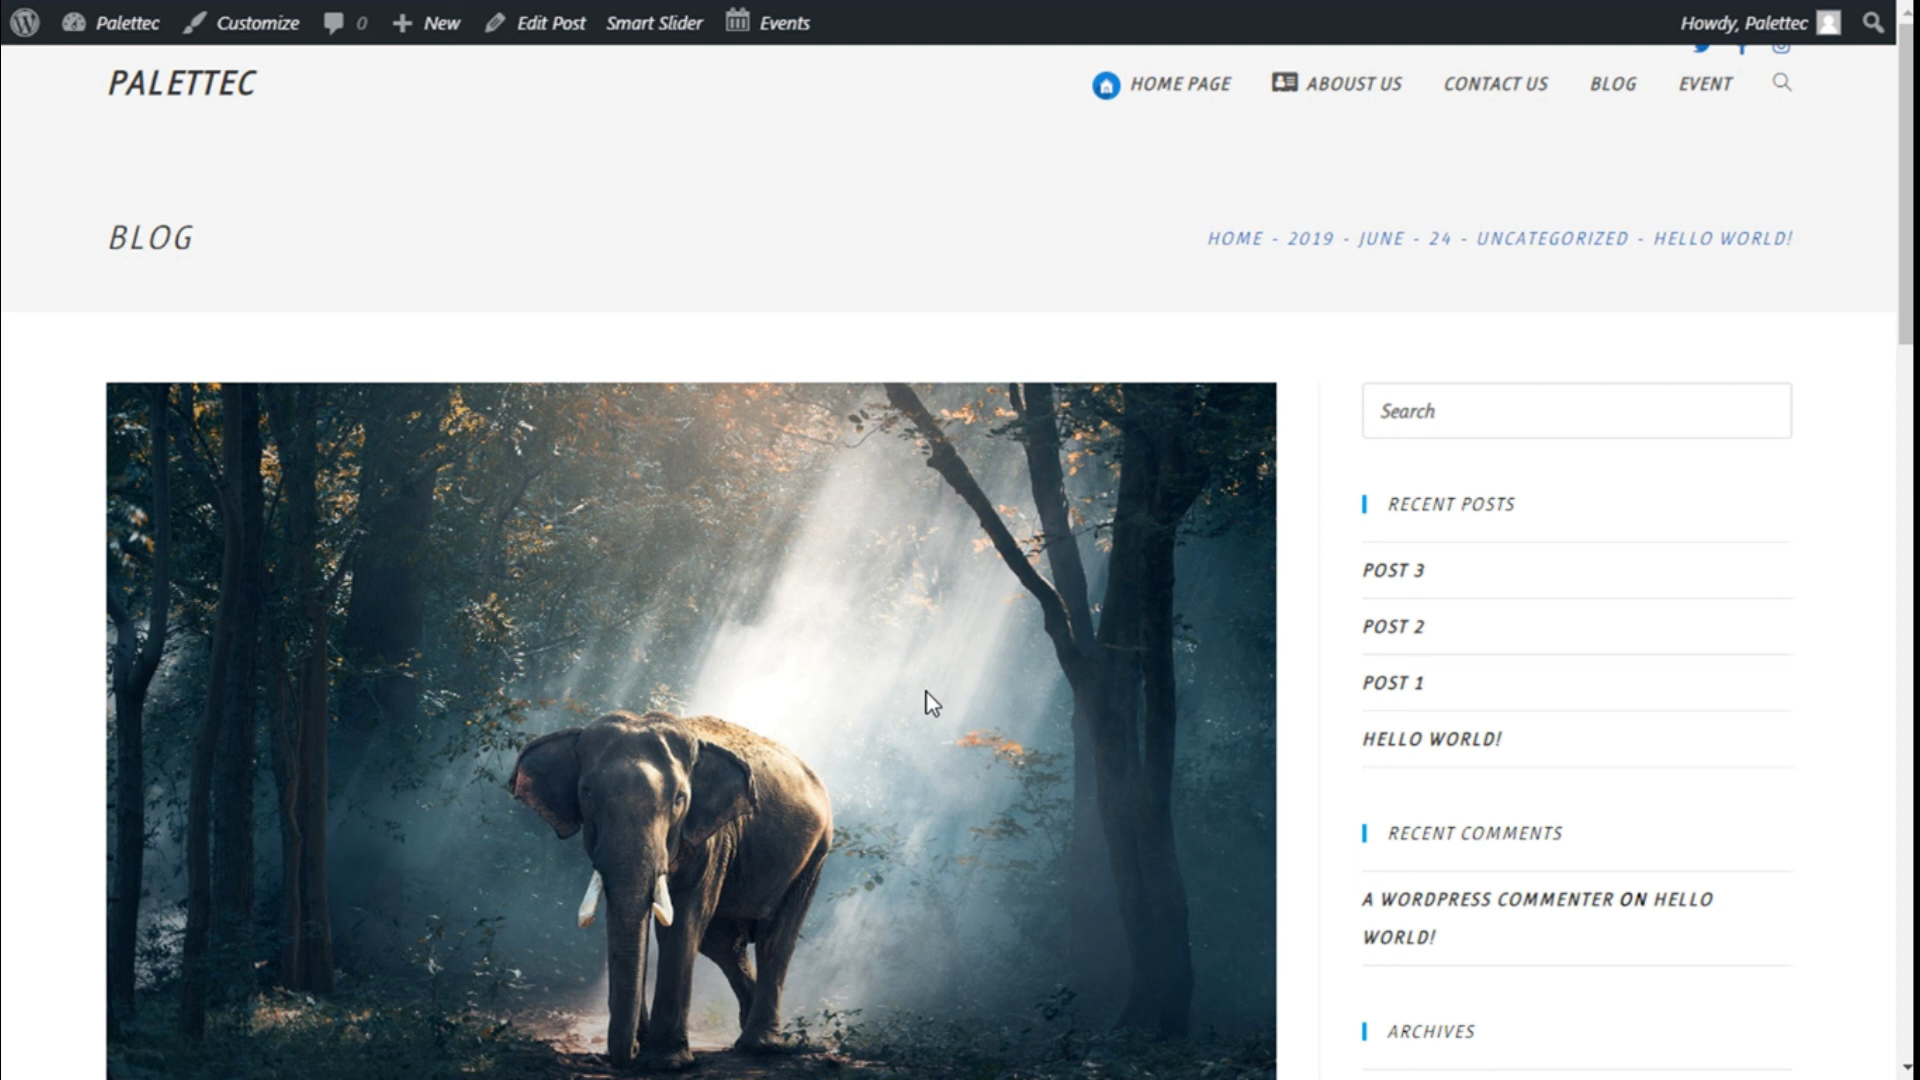 Palettec Customize 0 New Edit Post Smart Slider Events Howdy, Palettec
PALETTEC HOME PAGE ABOUST US CONTACT US BLOG EVENT
BLOG HOME - 2019 - JUNE - 24 - UNCATEGORIZED - HELLO WORLD!
Search
RECENT POSTS
POST 3
POST 2
POST 1
HELLO WORLD!
RECENT COMMENTS
A WORDPRESS COMMENTER ON HELLO
WORLD!
ARCHIVES